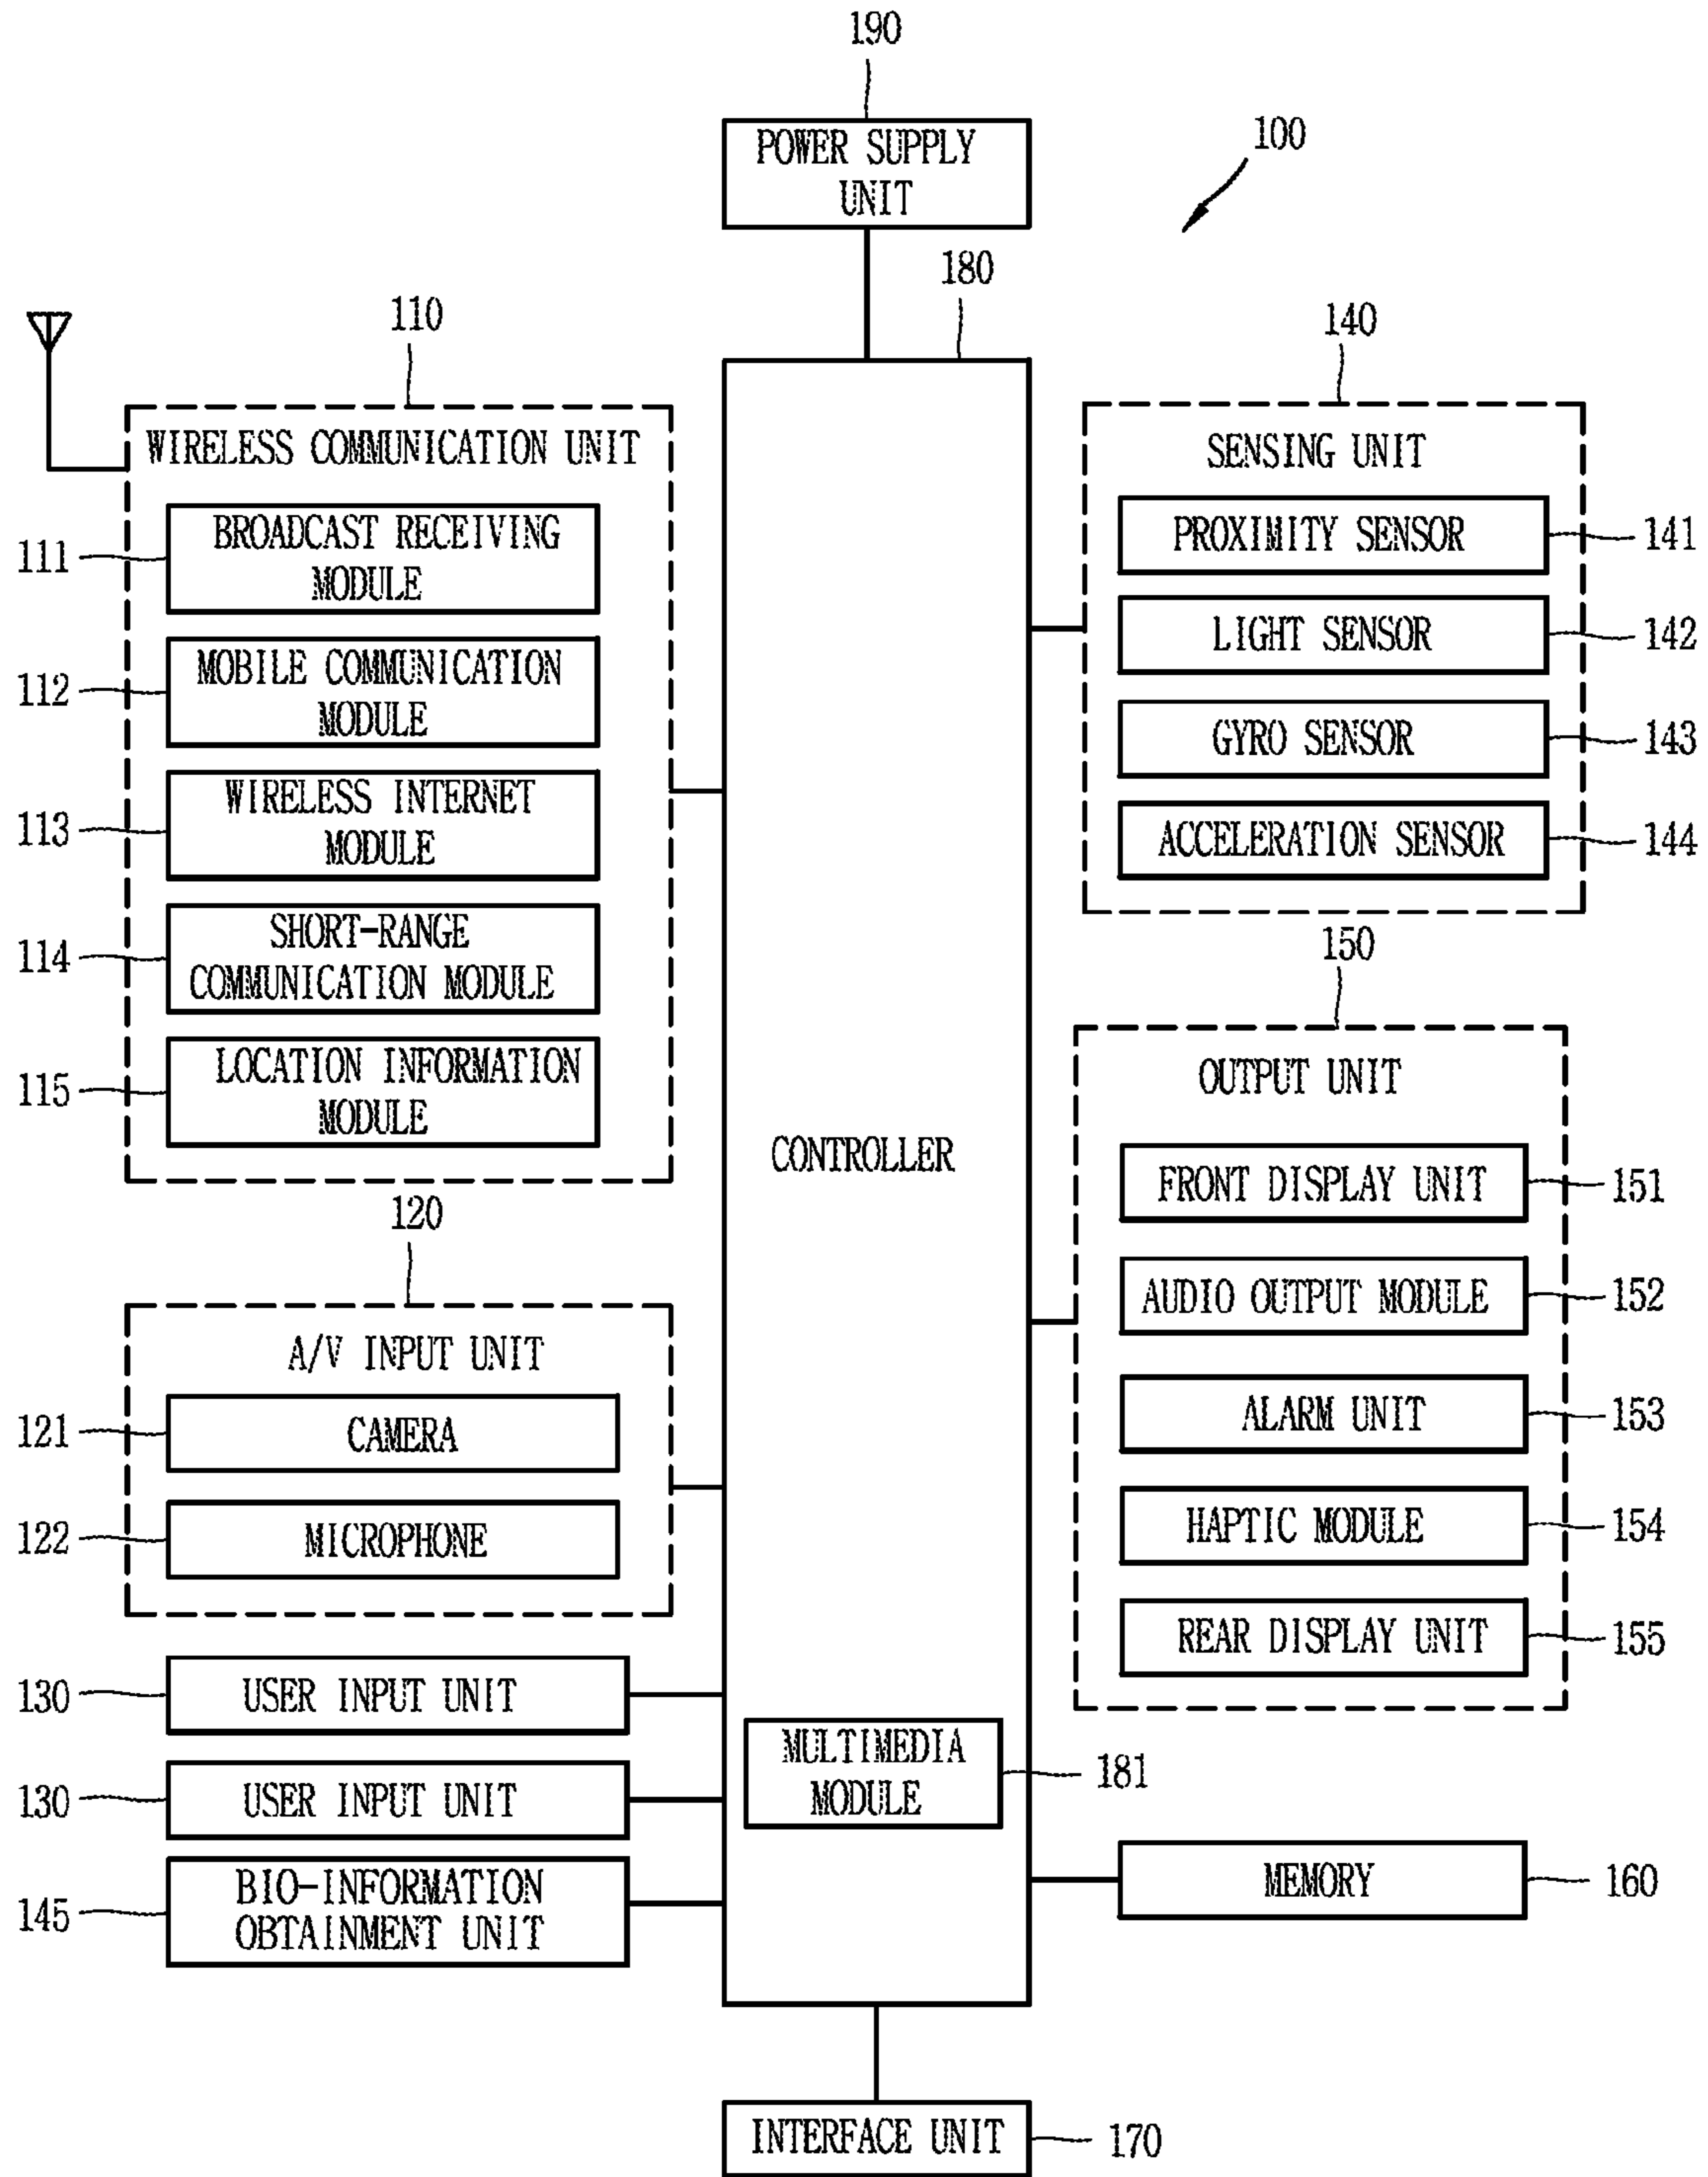 190
POWER SUPPLY
UNIT
100
180
110
WIRELESS COMMUNICATION UNIT
111
BROADCAST RECEIVING
MODULE
112
MOBILE COMMUNICATION
MODULE
113
WIRELESS INTERNET
MODULE
114
SHORT-RANGE
COMMUNICATION MODULE
115
LOCATION INFORMATION
MODULE
120
A/V INPUT UNIT
121
CAMERA
122
MICROPHONE
130
USER INPUT UNIT
130
USER INPUT UNIT
145
BIO-INFORMATION
OBTAINMENT UNIT
CONTROLLER
MULTIMEDIA
MODULE
181
140
SENSING UNIT
PROXIMITY SENSOR
141
LIGHT SENSOR
142
GYRO SENSOR
143
ACCELERATION SENSOR
144
150
OUTPUT UNIT
FRONT DISPLAY UNIT
151
AUDIO OUTPUT MODULE
152
ALARM UNIT
153
HAPTIC MODULE
154
REAR DISPLAY UNIT
155
MEMORY
160
INTERFACE UNIT
170